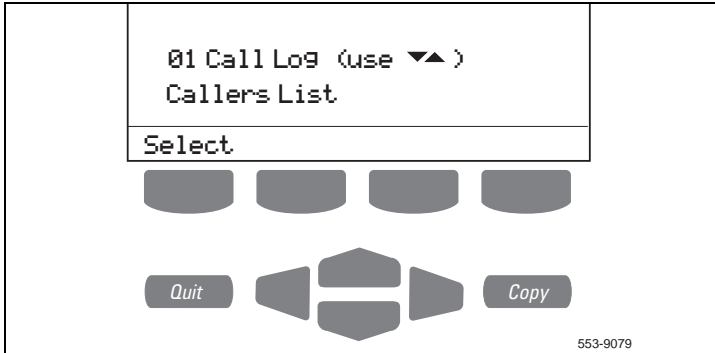 01 Call Log (use ▼▲)
Callers List
Select
Quit Copy
553-9079